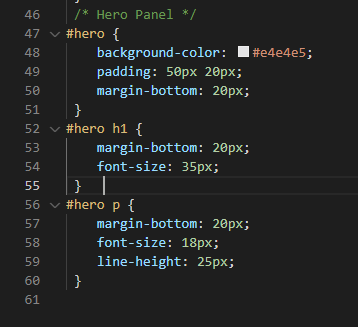 46 /* Hero Panel */
47 #hero {
48 background-color: #e4e4e5;
49 padding: 50px 20px;
50 margin-bottom: 20px;
51 }
52 #hero h1 {
53 margin-bottom: 20px;
54 font-size: 35px;
55 }
56 #hero p {
57 margin-bottom: 20px;
58 font-size: 18px;
59 line-height: 25px;
60 }
61